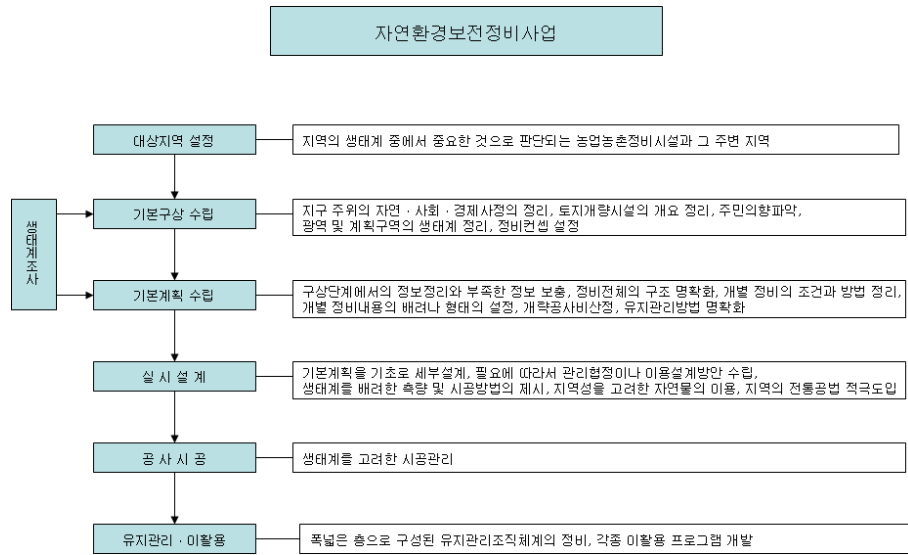 자연환경보전정비사업
대상지역 설정
지역의 생태계 중에서 중요한 것으로 판단되는 농업농촌정비시설과 그 주변 지역
생태계조사
기본구상 수립
지구 주위의 자연 · 사회 · 경제사정의 정리, 토지개량시설의 개요 정리, 주민의향파악,
광역 및 계획구역의 생태계 정리, 정비컨셉 설정
기본계획 수립
구상단계에서의 정보정리와 부족한 정보 보충, 정비전체의 구조 명확화, 개별 정비의 조건과 방법 정리,
개별 정비내용의 배려나 형태의 설정, 개략공사비산정, 유지관리방법 명확화
실 시 설 계
기본계획을 기초로 세부설계, 필요에 따라서 관리협정이나 이용설계방안 수립,
생태계를 배려한 측량 및 시공방법의 제시, 지역성을 고려한 자연물의 이용, 지역의 전통공법 적극도입
공 사 시 공
생태계를 고려한 시공관리
유지관리 · 이활용
폭넓은 층으로 구성된 유지관리조직체계의 정비, 각종 이활용 프로그램 개발